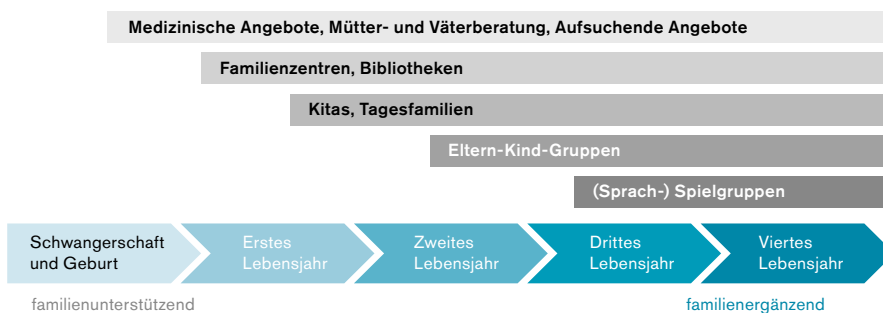 Medizinische Angebote, Mütter- und Väterberatung, Aufsuchende Angebote
Familienzentren, Bibliotheken
Kitas, Tagesfamilien
Eltern-Kind-Gruppen
(Sprach-) Spielgruppen
Schwangerschaft
und Geburt
Erstes
Lebensjahr
Zweites
Lebensjahr
Drittes
Lebensjahr
Viertes
Lebensjahr
familienunterstützend
familienergänzend